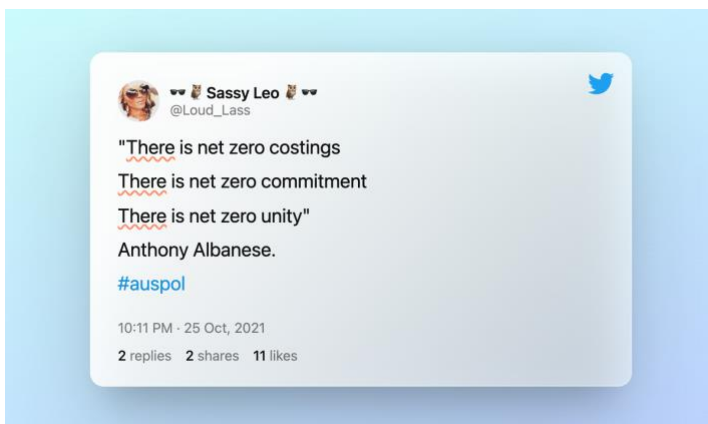 🕶🦉 Sassy Leo 🦉🕶
@Loud_Lass
"There is net zero costings
There is net zero commitment
There is net zero unity"
Anthony Albanese.
#auspol
10:11 PM · 25 Oct, 2021
2 replies 2 shares 11 likes